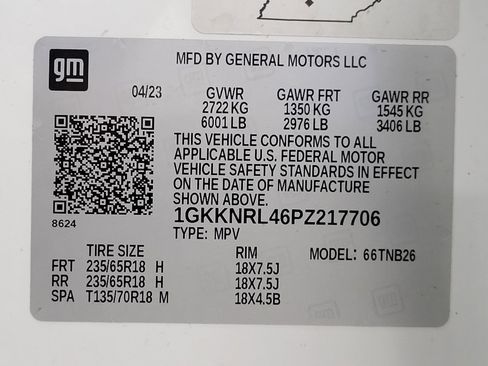 gm
MFD BY GENERAL MOTORS LLC
04/23 GVWR GAWR FRT GAWR RR
2722 KG 1350 KG 1545 KG
6001 LB 2976 LB 3406 LB
THIS VEHICLE CONFORMS TO ALL
APPLICABLE U.S. FEDERAL MOTOR
VEHICLE SAFETY STANDARDS IN EFFECT
ON THE DATE OF MANUFACTURE
SHOWN ABOVE.
1GKKNRL46PZ217706
8624
TYPE: MPV
TIRE SIZE RIM MODEL: 66TNB26
FRT 235/65R18 H 18X7.5J
RR 235/65R18 H 18X7.5J
SPA T135/70R18 M 18X4.5B